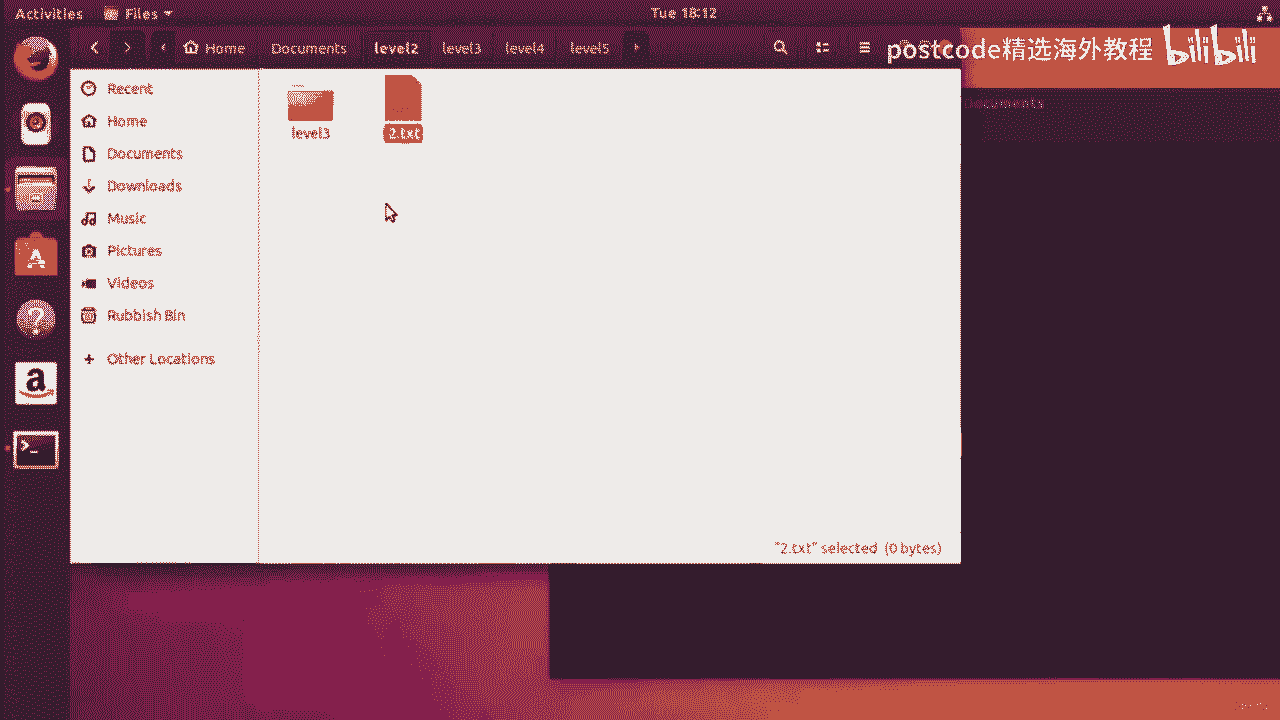 Activities Files Tue 18:12
Home Documents level2 level3 level4 level5
postcode精选海外教程 bilibili
Recent
Home
Documents
Downloads
Music
Pictures
Videos
Rubbish Bin
Other Locations
level3 2.txt
Documents
"2.txt" selected (0 bytes)